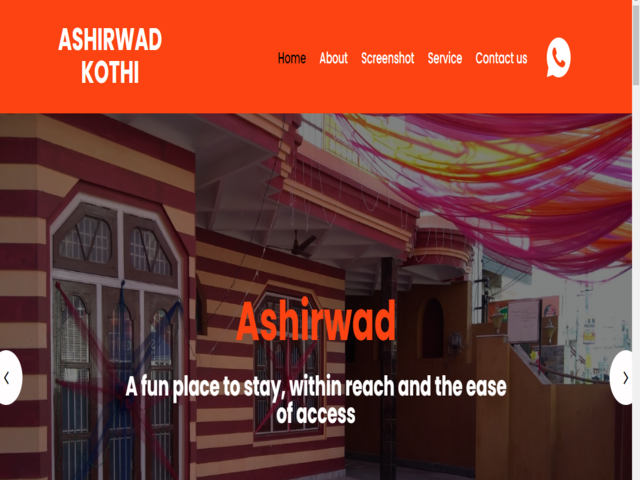 ASHIRWAD
KOTHI
Home About Screenshot Service Contact us
Ashirwad
A fun place to stay, within reach and the ease
of access